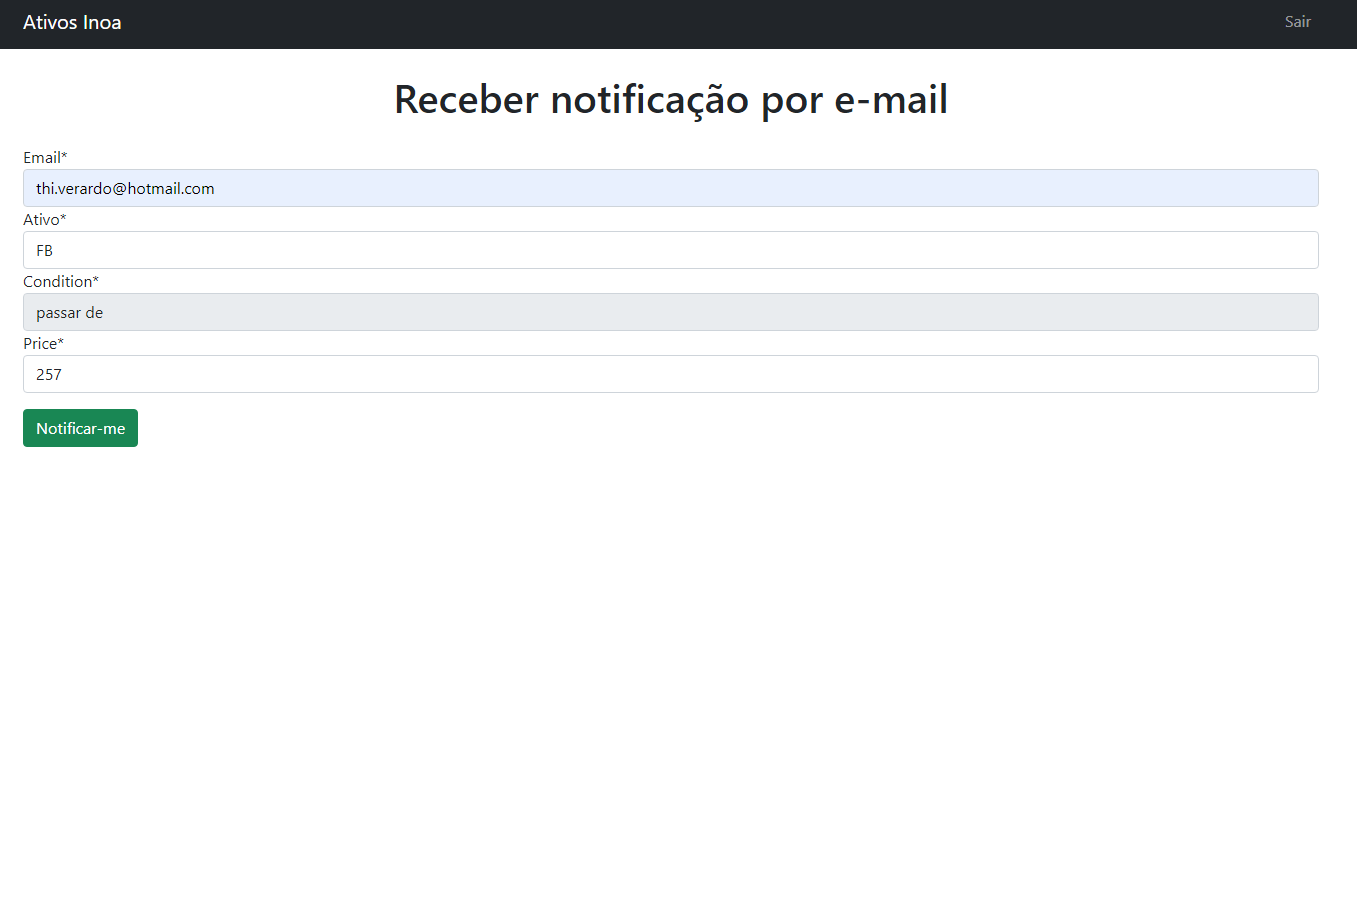 Ativos Inoa
Sair
Receber notificação por e-mail
Email*
thi.verardo@hotmail.com
Ativo*
FB
Condition*
passar de
Price*
257
Notificar-me